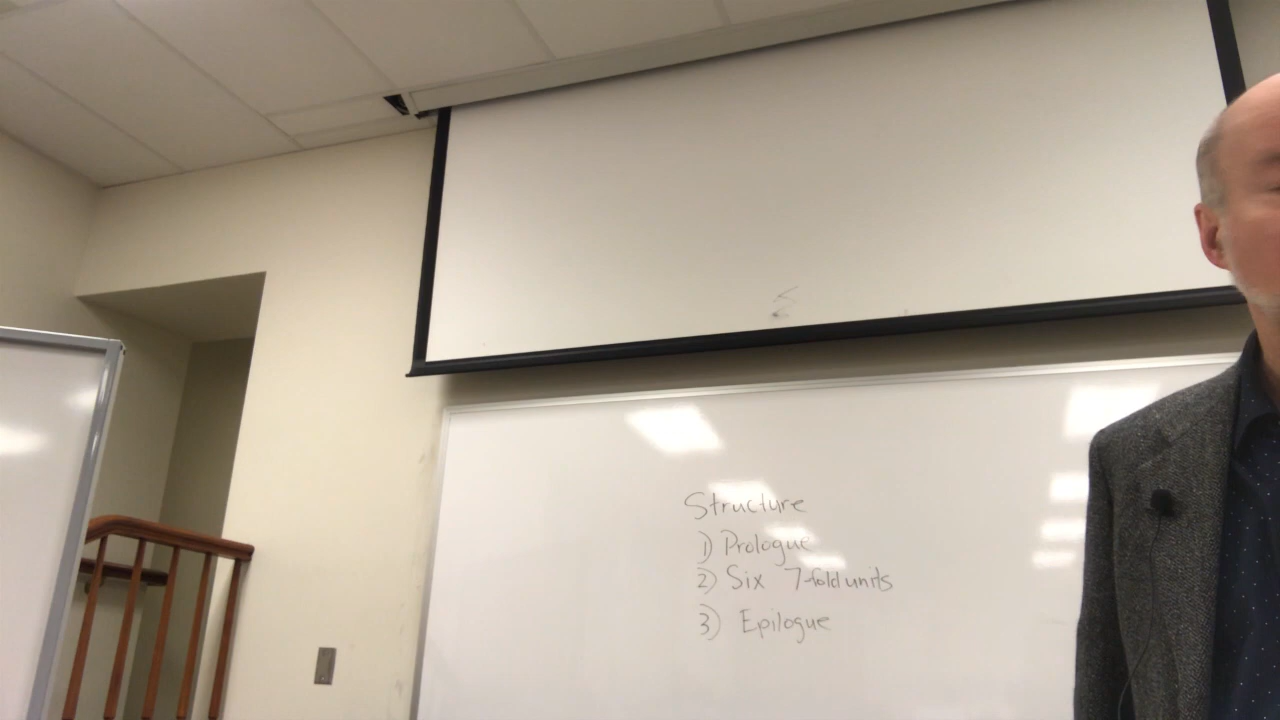 Structure
1) Prologue
2) Six 7-fold units
3) Epilogue